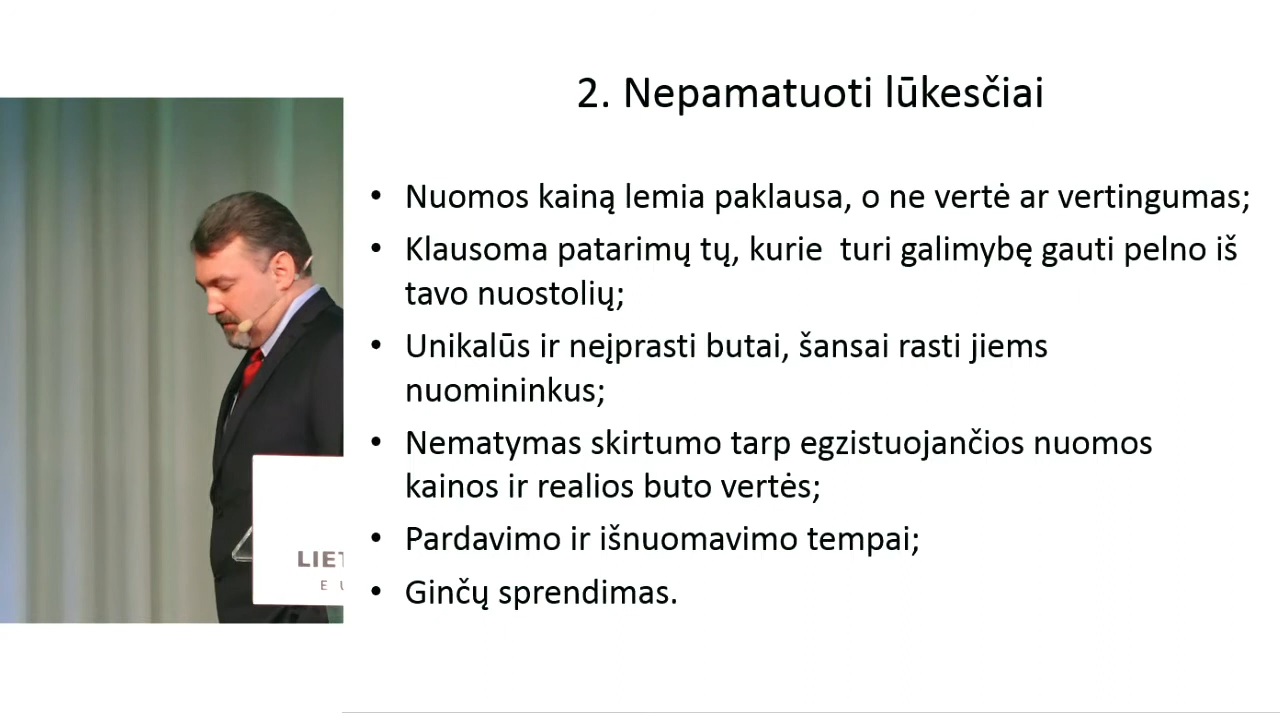 2. Nepamatuoti lūkesčiai
• Nuomos kainą lemia paklausa, o ne vertė ar vertingumas;
• Klausoma patarimų tų, kurie  turi galimybę gauti pelno iš
tavo nuostolių;
• Unikalūs ir neįprasti butai, šansai rasti jiems
nuomininkus;
• Nematymas skirtumo tarp egzistuojančios nuomos
kainos ir realios buto vertės;
• Pardavimo ir išnuomavimo tempai;
• Ginčų sprendimas.
LIET
E U